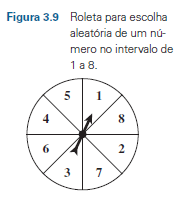 Figura 3.9 Roleta para escolha
aleatória de um nú-
mero no intervalo de
1 a 8.
5 1
4 8
6 2
3 7